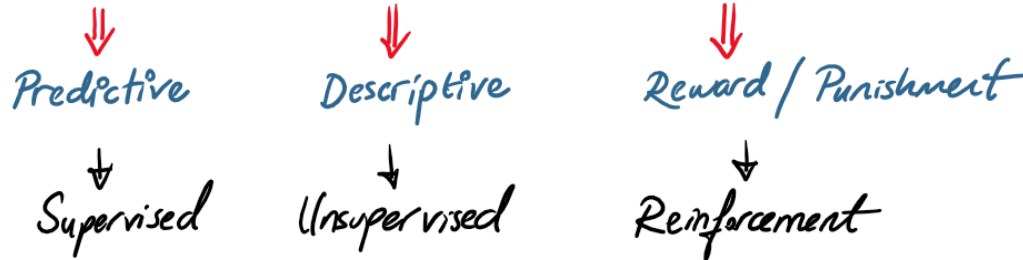 Predictive Descriptive Reward / Punishment
Supervised Unsupervised Reinforcement